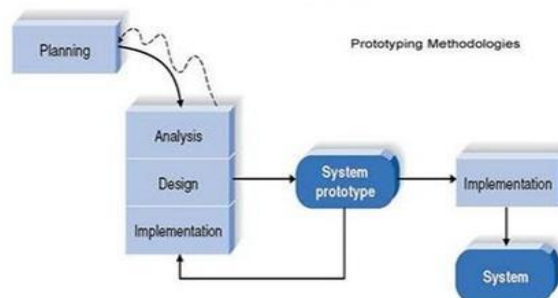 Prototyping Methodologies
Planning
Analysis
Design
Implementation
System
prototype
Implementation
System